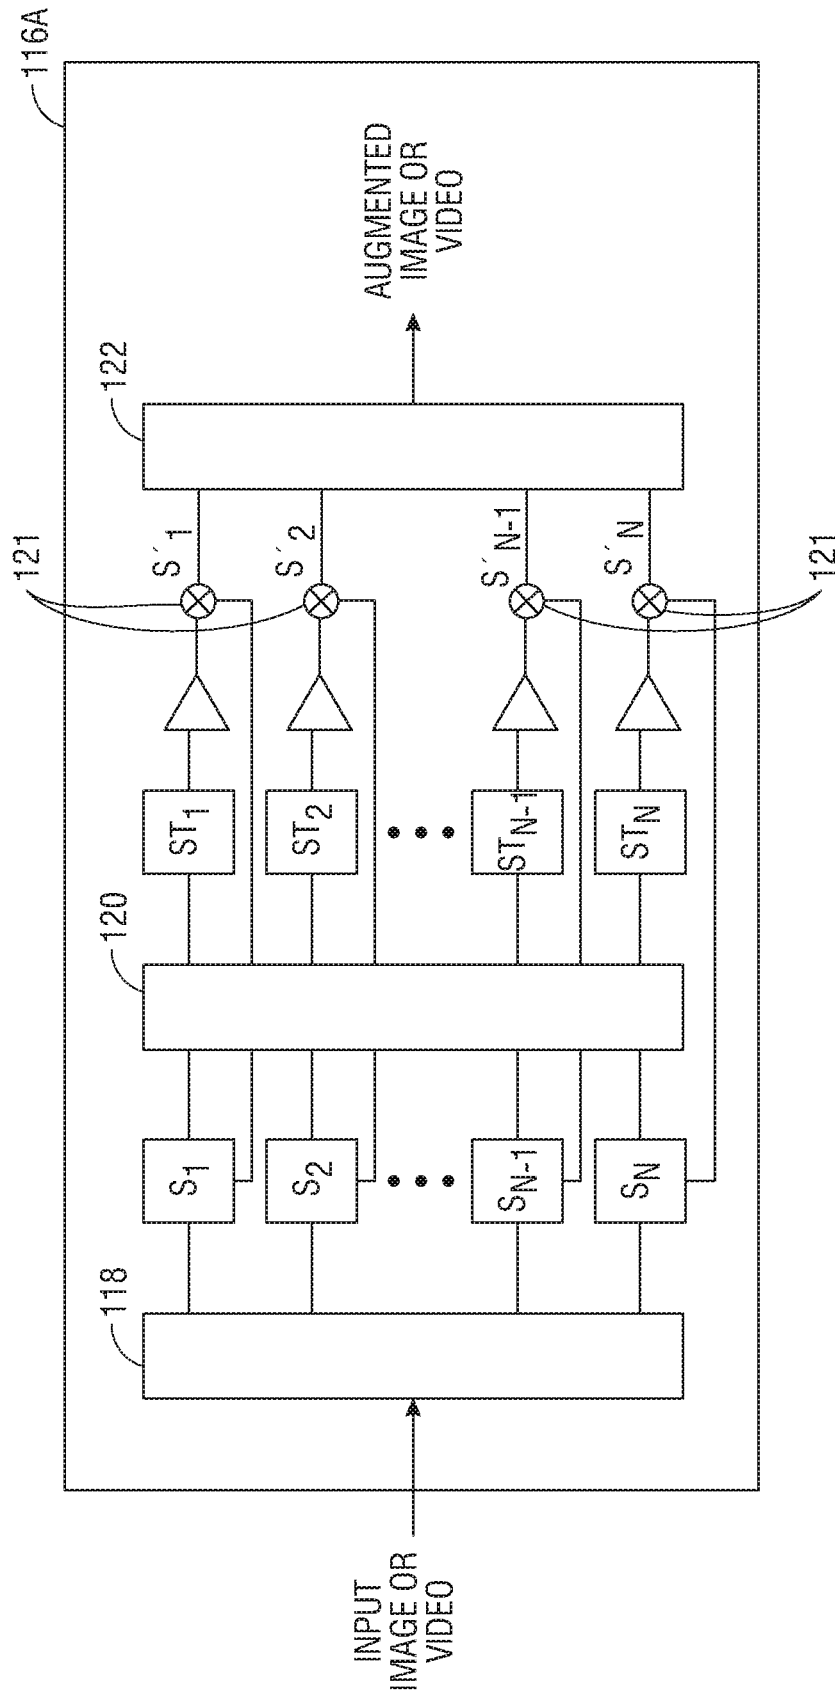 116A
INPUT
IMAGE OR
VIDEO
118
S1
S2
SN-1
SN
120
ST1
ST2
STN-1
STN
121
121
S´1
S´2
S´N-1
S´N
122
AUGMENTED
IMAGE OR
VIDEO